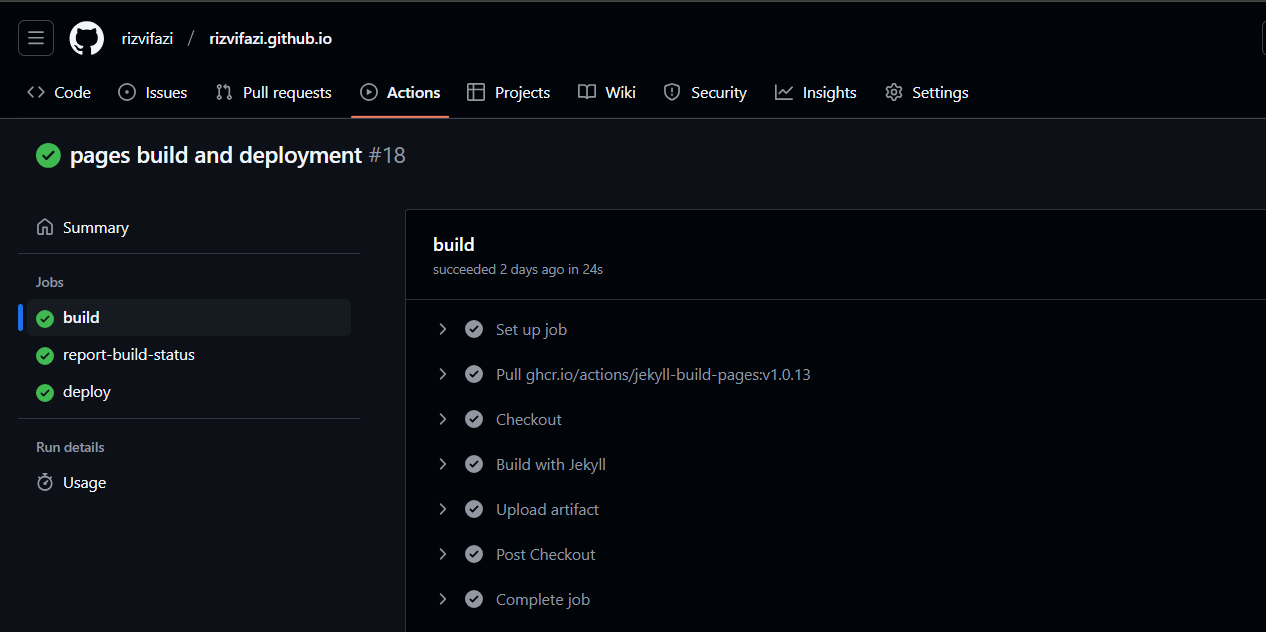 rizvifazi / rizvifazi.github.io
Code Issues Pull requests Actions Projects Wiki Security Insights Settings
pages build and deployment #18
Summary
Jobs
build
report-build-status
deploy
Run details
Usage
build
succeeded 2 days ago in 24s
Set up job
Pull ghcr.io/actions/jekyll-build-pages:v1.0.13
Checkout
Build with Jekyll
Upload artifact
Post Checkout
Complete job